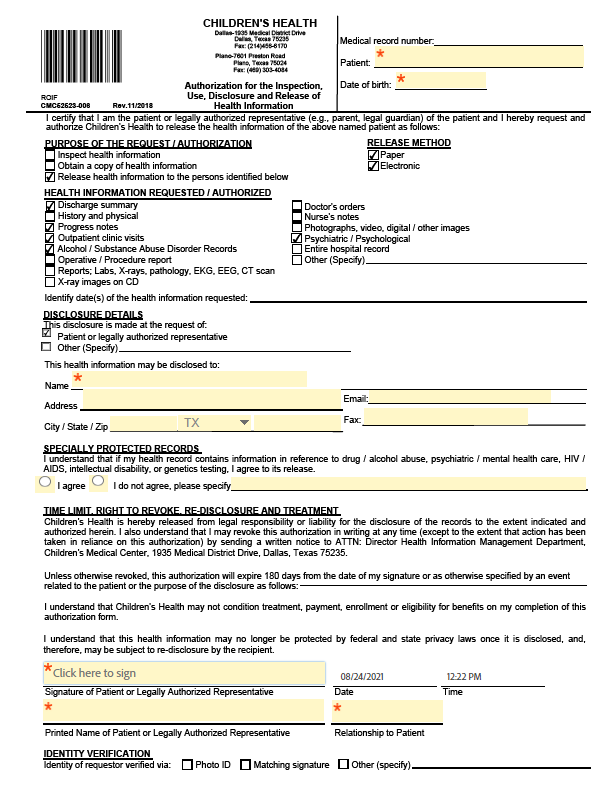 CHILDREN'S HEALTH
Dallas-1935 Medical District Drive
Dallas, Texas 75235
Fax: (214)456-6170
Plano-7601 Preston Road
Plano, Texas 75024
Fax: (469) 303-4084
Authorization for the Inspection,
Use, Disclosure and Release of
Health Information
ROIF
CMC62623-006 Rev.11/2018
Medical record number:
Patient: *
Date of birth: *
I certify that I am the patient or legally authorized representative (e.g., parent, legal guardian) of the patient and I hereby request and
authorize Children's Health to release the health information of the above named patient as follows:
PURPOSE OF THE REQUEST / AUTHORIZATION
Inspect health information
Obtain a copy of health information
Release health information to the persons identified below
RELEASE METHOD
Paper
Electronic
HEALTH INFORMATION REQUESTED / AUTHORIZED
Discharge summary
History and physical
Progress notes
Outpatient clinic visits
Alcohol / Substance Abuse Disorder Records
Operative / Procedure report
Reports; Labs, X-rays, pathology, EKG, EEG, CT scan
X-ray images on CD
Doctor's orders
Nurse's notes
Photographs, video, digital / other images
Psychiatric / Psychological
Entire hospital record
Other (Specify)
Identify date(s) of the health information requested:
DISCLOSURE DETAILS
This disclosure is made at the request of:
Patient or legally authorized representative
Other (Specify)
This health information may be disclosed to:
Name *
Address
Email:
City / State / Zip TX
Fax:
SPECIALLY PROTECTED RECORDS
I understand that if my health record contains information in reference to drug / alcohol abuse, psychiatric / mental health care, HIV /
AIDS, intellectual disability, or genetics testing, I agree to its release.
I agree I do not agree, please specify
TIME LIMIT, RIGHT TO REVOKE, RE-DISCLOSURE AND TREATMENT
Children's Health is hereby released from legal responsibility or liability for the disclosure of the records to the extent indicated and
authorized herein. I also understand that I may revoke this authorization in writing at any time (except to the extent that action has been
taken in reliance on this authorization) by sending a written notice to ATTN: Director Health Information Management Department,
Children's Medical Center, 1935 Medical District Drive, Dallas, Texas 75235.
Unless otherwise revoked, this authorization will expire 180 days from the date of my signature or as otherwise specified by an event
related to the patient or the purpose of the disclosure as follows:
I understand that Children's Health may not condition treatment, payment, enrollment or eligibility for benefits on my completion of this
authorization form.
I understand that this health information may no longer be protected by federal and state privacy laws once it is disclosed, and,
therefore, may be subject to re-disclosure by the recipient.
* Click here to sign 08/24/2021 12:22 PM
Signature of Patient or Legally Authorized Representative Date Time
* *
Printed Name of Patient or Legally Authorized Representative Relationship to Patient
IDENTITY VERIFICATION
Identity of requestor verified via: Photo ID Matching signature Other (specify)